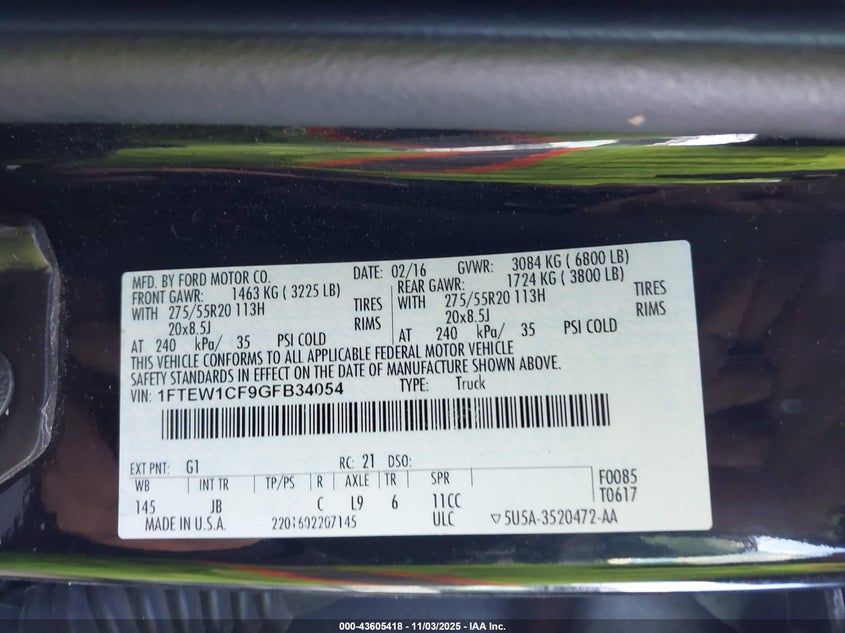 MFD. BY FORD MOTOR CO. DATE: 02/16 GVWR: 3084 KG ( 6800 LB)
FRONT GAWR: 1463 KG ( 3225 LB) REAR GAWR: 1724 KG ( 3800 LB)
WITH 275/55R20 113H TIRES WITH 275/55R20 113H TIRES
20x8.5J RIMS 20x8.5J RIMS
AT 240 kPa/ 35 PSI COLD AT 240 kPa/ 35 PSI COLD
THIS VEHICLE CONFORMS TO ALL APPLICABLE FEDERAL MOTOR VEHICLE
SAFETY STANDARDS IN EFFECT ON THE DATE OF MANUFACTURE SHOWN ABOVE.
VIN: 1FTEW1CF9GFB34054 TYPE: Truck
EXT PNT: G1 RC: 21 DSO:
WB INT TR TP/PS R AXLE TR SPR F0085
145 JB C L9 6 11CC T0617
MADE IN U.S.A. 2201602207145 ULC ▽5U5A-3520472-AA
000-43605418 - 11/03/2025 - IAA Inc.